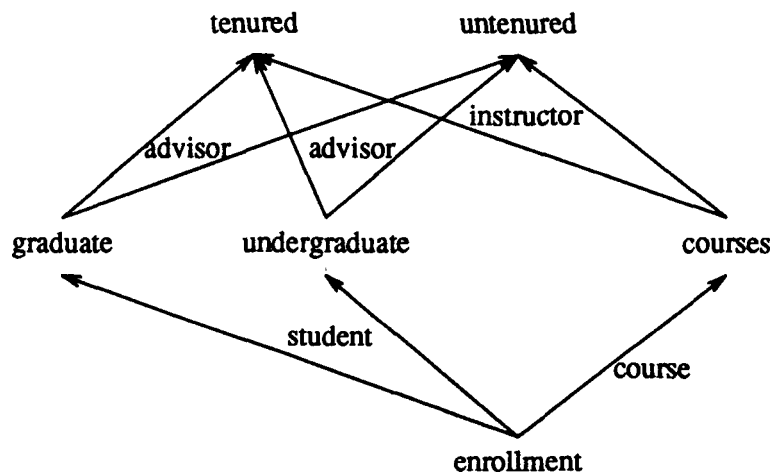 tenured untenured
instructor
advisor advisor
graduate undergraduate courses
student
course
enrollment